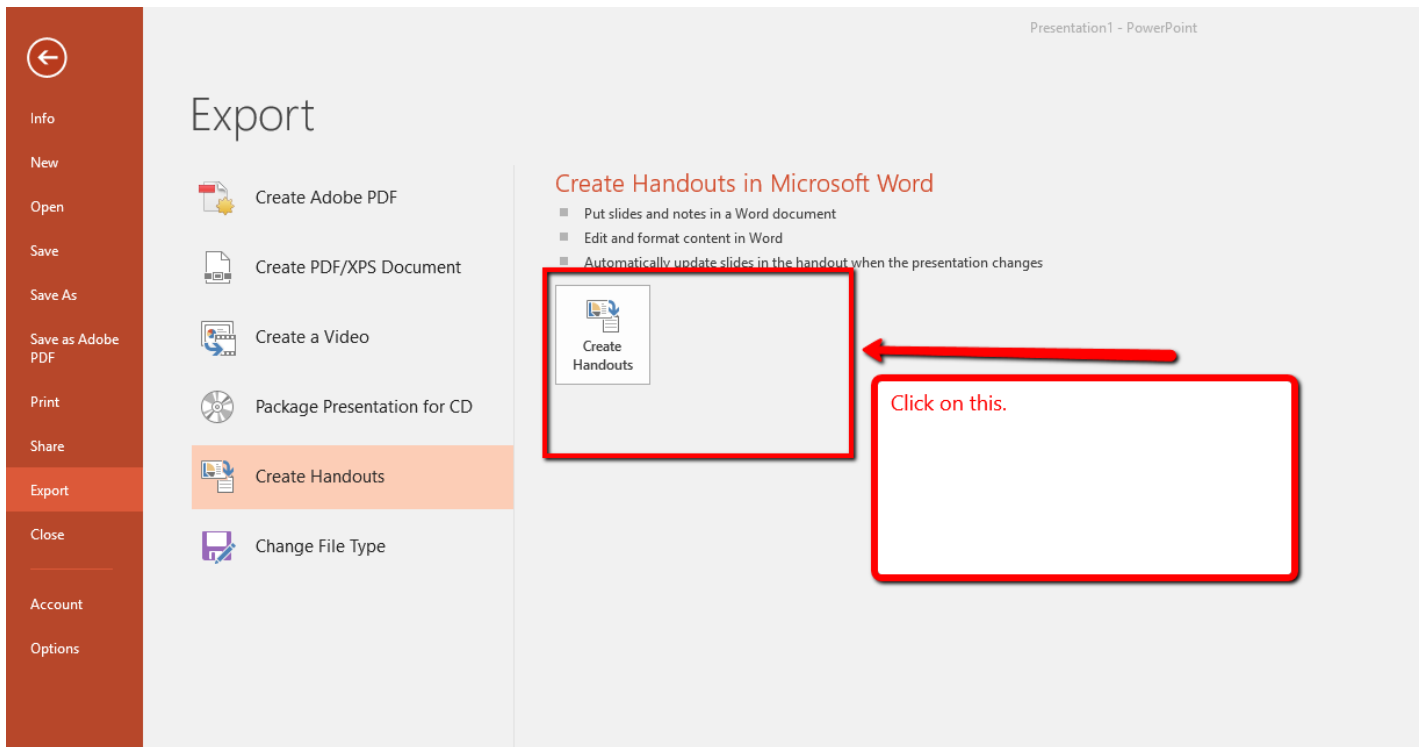 Presentation1 - PowerPoint
Info
New
Open
Save
Save As
Save as Adobe
PDF
Print
Share
Export
Close
Account
Options
Export
Create Adobe PDF
Create PDF/XPS Document
Create a Video
Package Presentation for CD
Create Handouts
Change File Type
Create Handouts in Microsoft Word
Put slides and notes in a Word document
Edit and format content in Word
Automatically update slides in the handout when the presentation changes
Create
Handouts
Click on this.